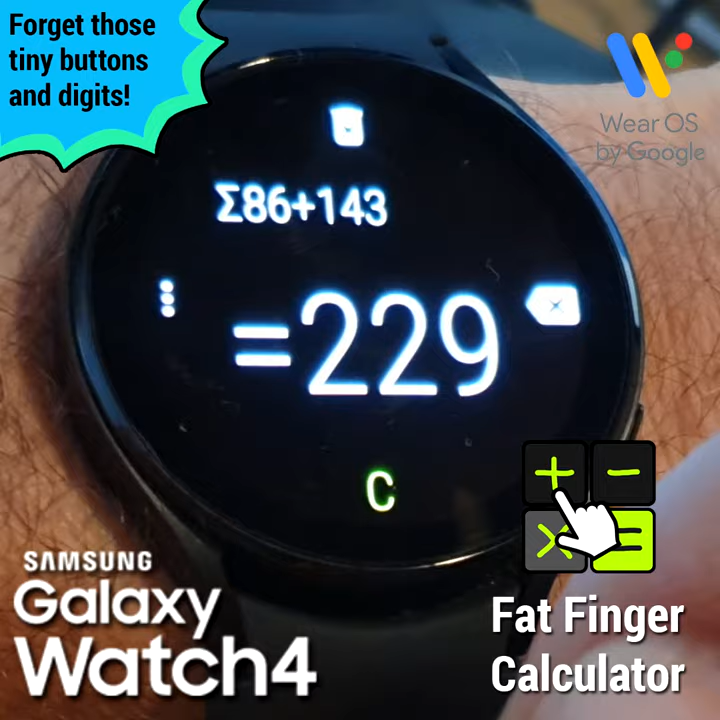 Forget those
tiny buttons
and digits!
Wear OS
by Google
Σ86+143
=229
C
+ −
× =
SAMSUNG
Galaxy
Watch4
Fat Finger
Calculator